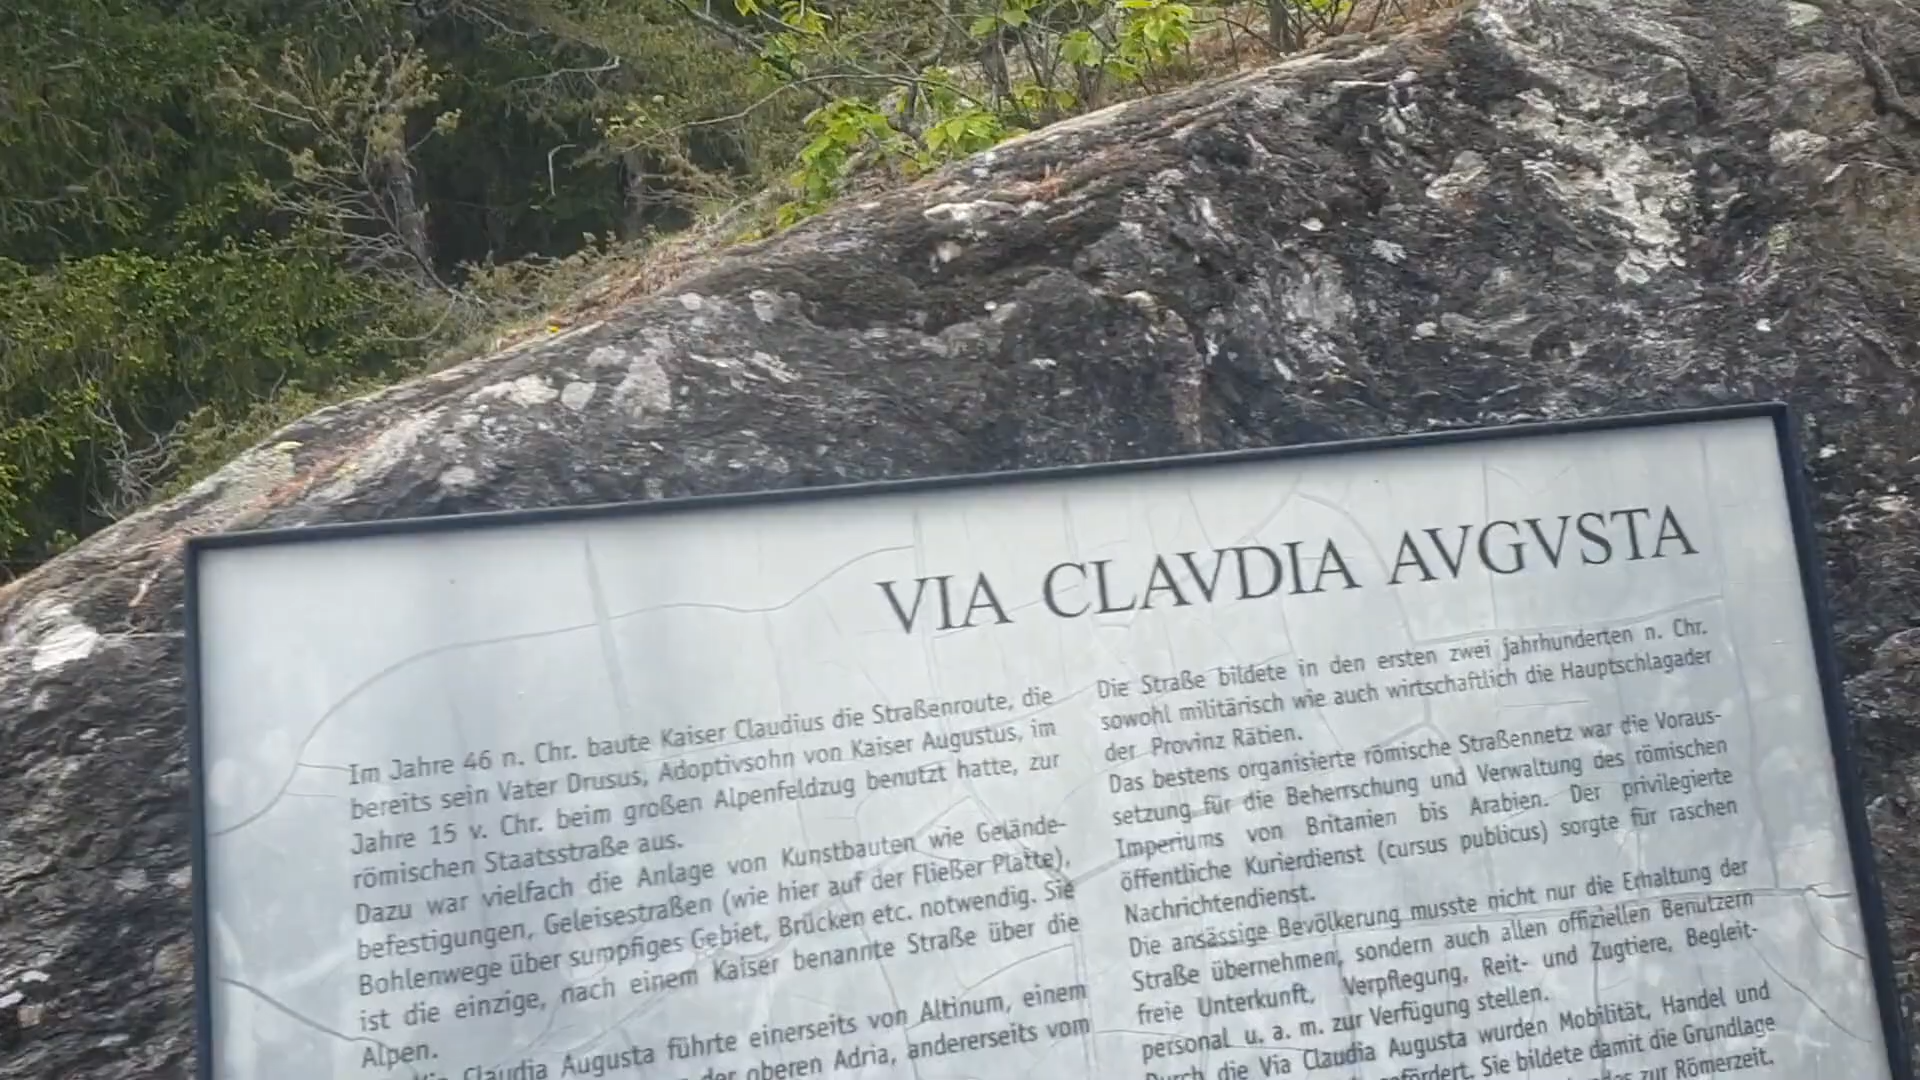 VIA CLAVDIA AVGVSTA
Im Jahre 46 n. Chr. baute Kaiser Claudius die Straßenroute, die
bereits sein Vater Drusus, Adoptivsohn von Kaiser Augustus, im
Jahre 15 v. Chr. beim großen Alpenfeldzug benutzt hatte, zur
römischen Staatsstraße aus.
Dazu war vielfach die Anlage von Kunstbauten wie Gelände-
befestigungen, Geleisestraßen (wie hier auf der Fließer Platte),
Bohlenwege über sumpfiges Gebiet, Brücken etc. notwendig. Sie
ist die einzige, nach einem Kaiser benannte Straße über die
Alpen.
Claudia Augusta führte einerseits von Altinum, einem
der oberen Adria, andererseits vom
Die Straße bildete in den ersten zwei Jahrhunderten n. Chr.
sowohl militärisch wie auch wirtschaftlich die Hauptschlagader
der Provinz Rätien.
Das bestens organisierte römische Straßennetz war die Voraus-
setzung für die Beherrschung und Verwaltung des römischen
Imperiums von Britanien bis Arabien. Der privilegierte
öffentliche Kurierdienst (cursus publicus) sorgte für raschen
Nachrichtendienst.
Die ansässige Bevölkerung musste nicht nur die Erhaltung der
Straße übernehmen, sondern auch allen offiziellen Benutzern
freie Unterkunft, Verpflegung, Reit- und Zugtiere, Begleit-
personal u. a. m. zur Verfügung stellen.
Durch die Via Claudia Augusta wurden Mobilität, Handel und
Sie bildete damit die Grundlage
zur Römerzeit.